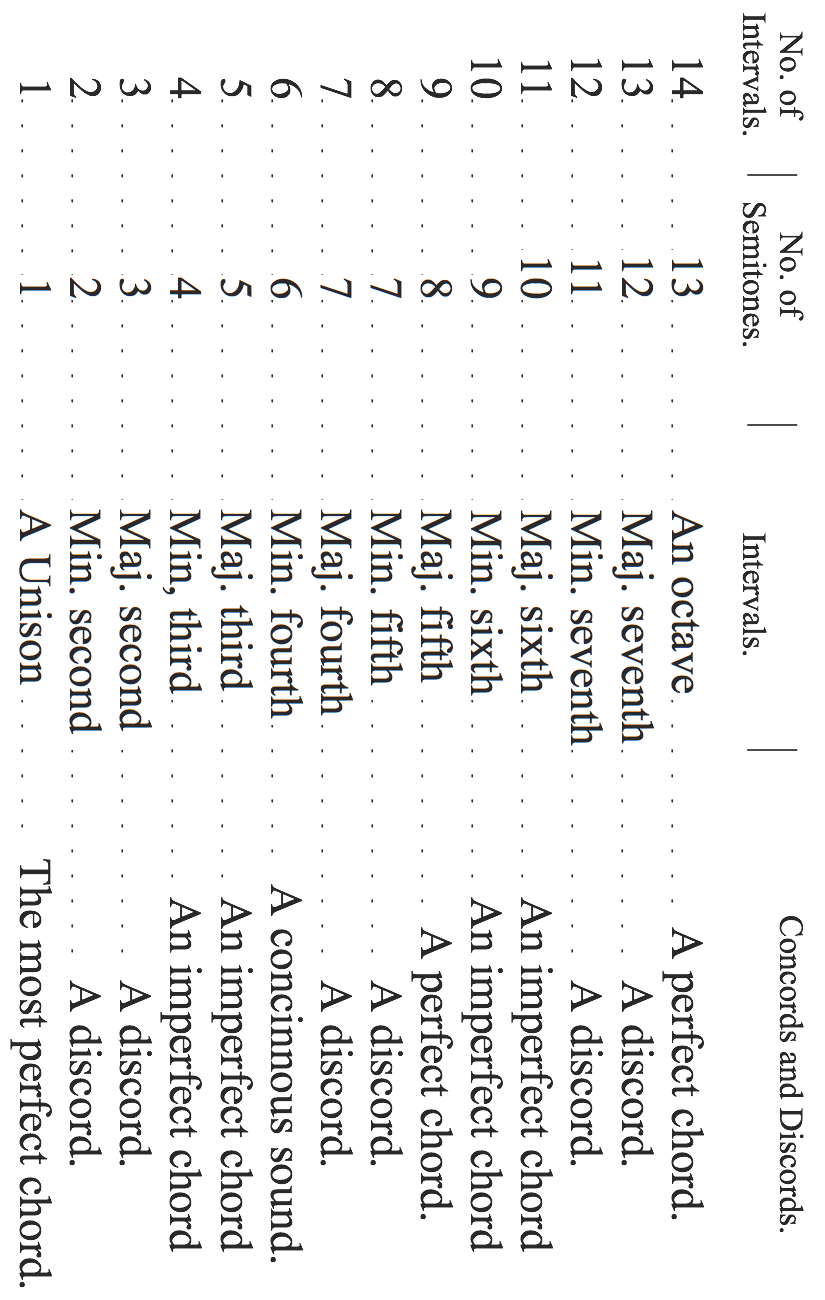 No. of | No. of | | Concords and Discords.
Intervals. Semitones. Intervals.
14 . . . . . . 13 . . . . . . An octave . . . . . . A perfect chord.
13 . . . . . . 12 . . . . . . Maj. seventh . . . . . . A discord.
12 . . . . . . 11 . . . . . . Min. seventh . . . . . . A discord.
11 . . . . . . 10 . . . . . . Maj. sixth . . . . . . An imperfect chord
10 . . . . . . 9 . . . . . . Min. sixth . . . . . . An imperfect chord
9 . . . . . . 8 . . . . . . Maj. fifth . . . . . . A perfect chord.
8 . . . . . . 7 . . . . . . Min. fifth . . . . . . A discord.
7 . . . . . . 7 . . . . . . Maj. fourth . . . . . . A discord.
6 . . . . . . 6 . . . . . . Min. fourth . . . . . . A concinnous sound.
5 . . . . . . 5 . . . . . . Maj. third . . . . . . An imperfect chord
4 . . . . . . 4 . . . . . . Min, third . . . . . . An imperfect chord
3 . . . . . . 3 . . . . . . Maj. second . . . . . . A discord.
2 . . . . . . 2 . . . . . . Min. second . . . . . . A discord.
1 . . . . . . 1 . . . . . . A Unison . . . . . . The most perfect chord.